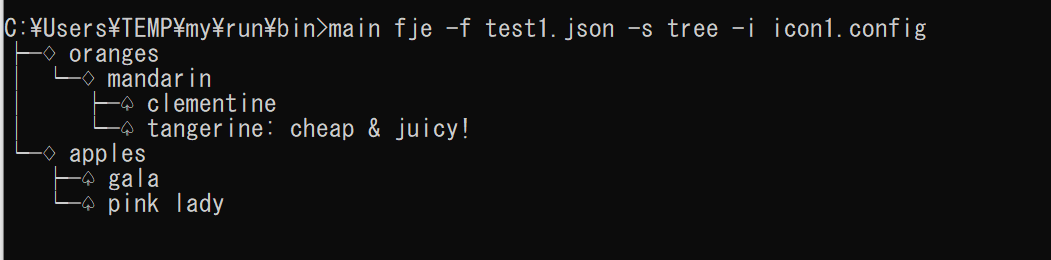 C:¥Users¥TEMP¥my¥run¥bin>main fje -f test1.json -s tree -i icon1.config
├─♢ oranges
│  └─♢ mandarin
│     ├─♤ clementine
│     └─♤ tangerine: cheap & juicy!
└─♢ apples
   ├─♤ gala
   └─♤ pink lady